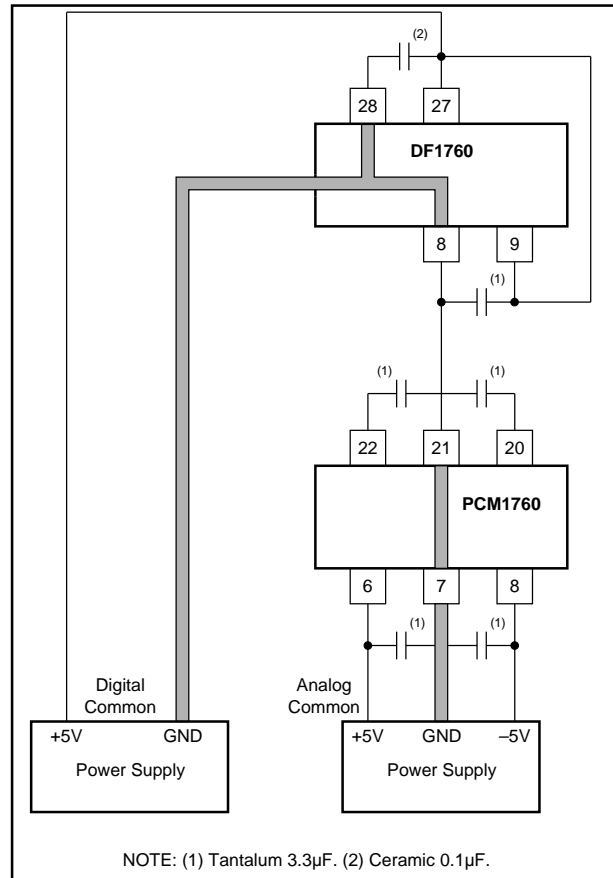 (2)
28 27
DF1760
8 9
(1)
(1) (1)
22 21 20
PCM1760
6 7 8
(1) (1)
Digital
Common
Analog
Common
+5V GND
Power Supply
+5V GND –5V
Power Supply
NOTE: (1) Tantalum 3.3µF. (2) Ceramic 0.1µF.